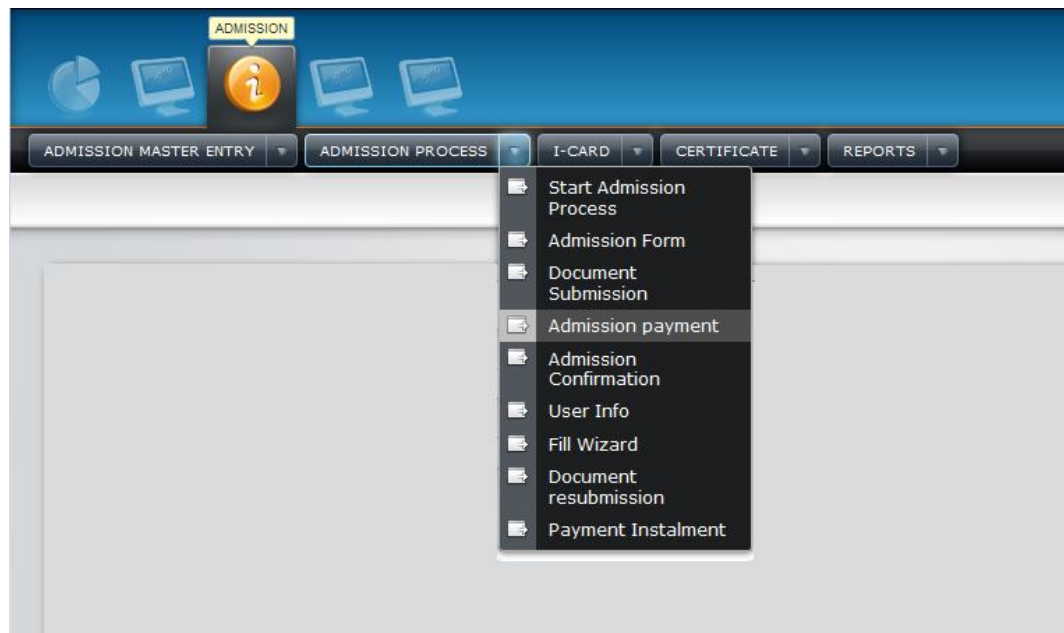 ADMISSION
ADMISSION MASTER ENTRY
ADMISSION PROCESS
I-CARD
CERTIFICATE
REPORTS
Start Admission
Process
Admission Form
Document
Submission
Admission payment
Admission
Confirmation
User Info
Fill Wizard
Document
resubmission
Payment Instalment